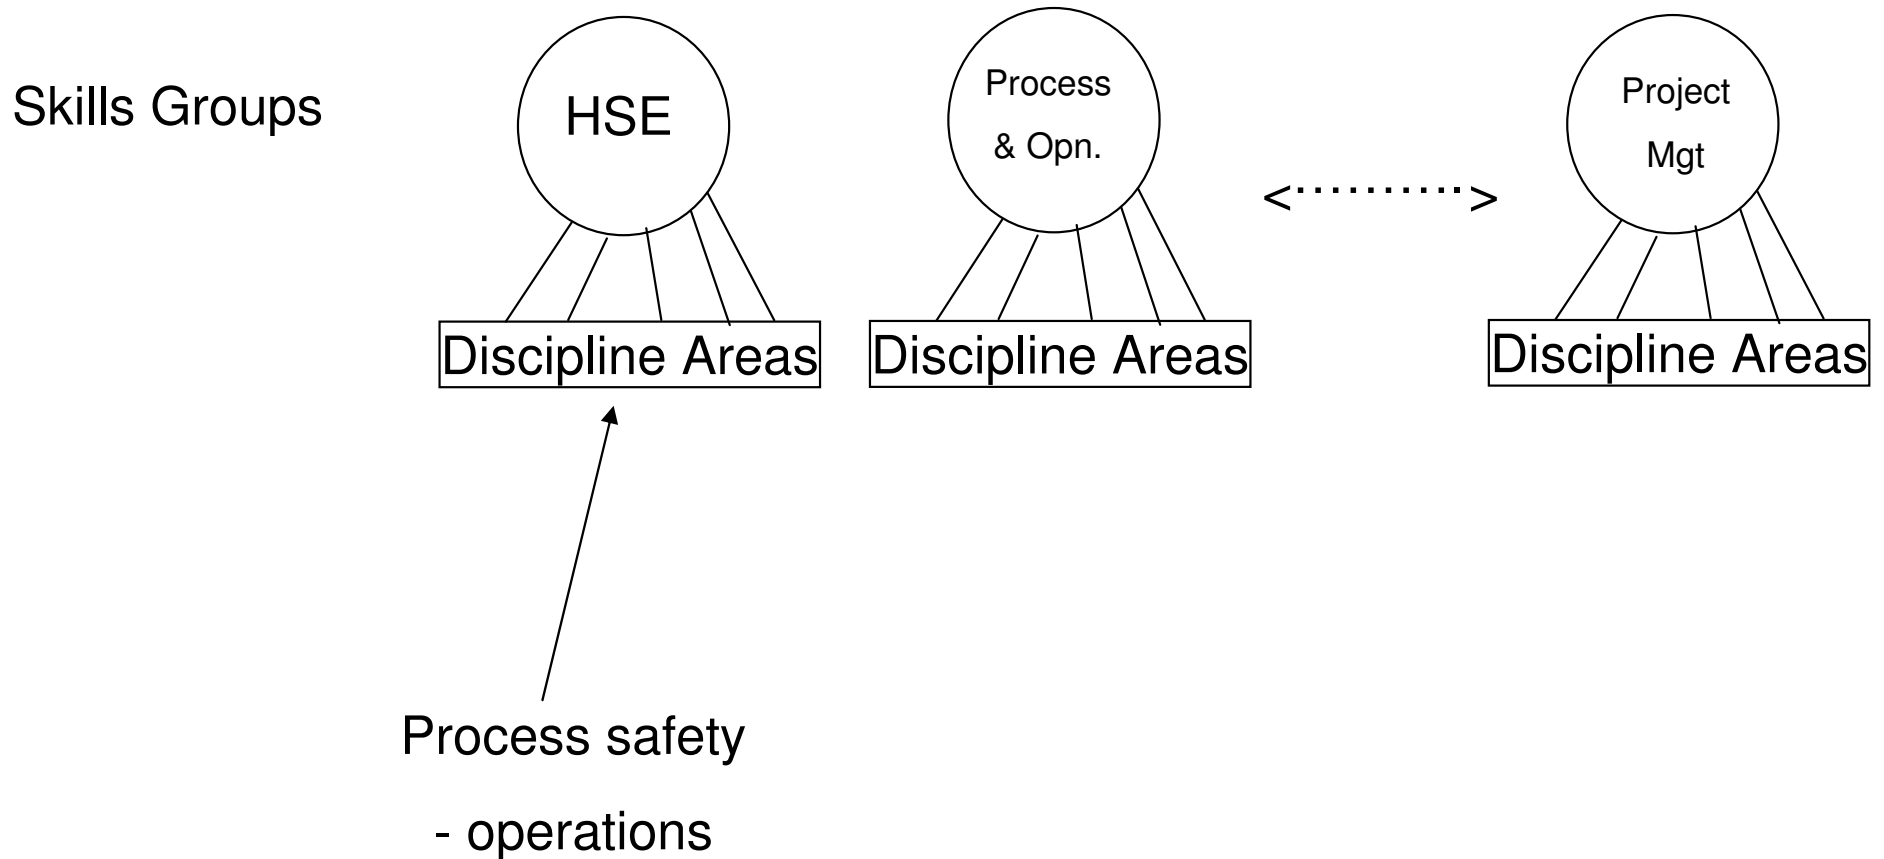 Skills Groups
HSE
Process
& Opn.
<..........>
Project
Mgt
Discipline Areas
Discipline Areas
Discipline Areas
Process safety
- operations